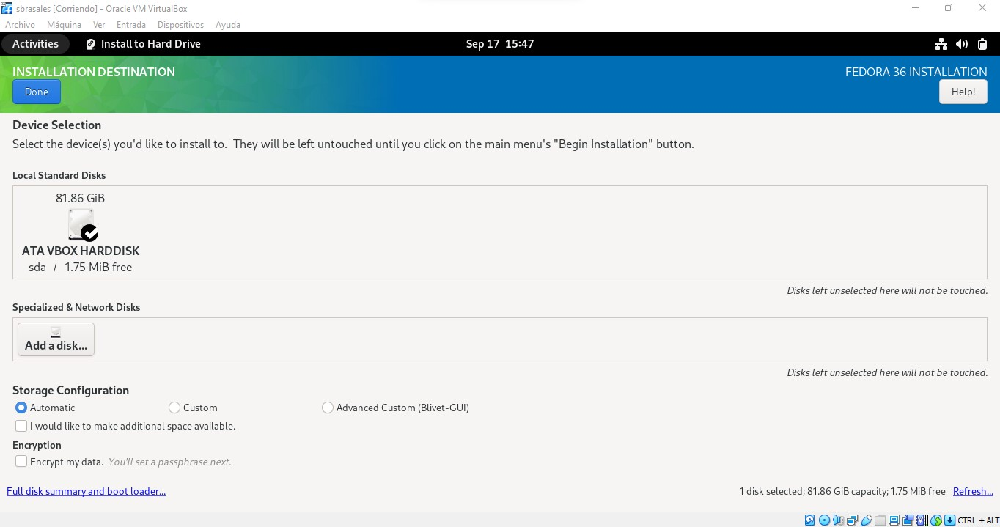 sbrasales [Corriendo] - Oracle VM VirtualBox
Archivo Máquina Ver Entrada Dispositivos Ayuda
Activities Install to Hard Drive Sep 17 15:47
INSTALLATION DESTINATION FEDORA 36 INSTALLATION
Done Help!
Device Selection
Select the device(s) you'd like to install to. They will be left untouched until you click on the main menu's "Begin Installation" button.
Local Standard Disks
81.86 GiB
ATA VBOX HARDDISK
sda / 1.75 MiB free
Disks left unselected here will not be touched.
Specialized & Network Disks
Add a disk...
Disks left unselected here will not be touched.
Storage Configuration
Automatic Custom Advanced Custom (Blivet-GUI)
I would like to make additional space available.
Encryption
Encrypt my data. You'll set a passphrase next.
Full disk summary and boot loader... 1 disk selected; 81.86 GiB capacity; 1.75 MiB free Refresh...
CTRL + ALT